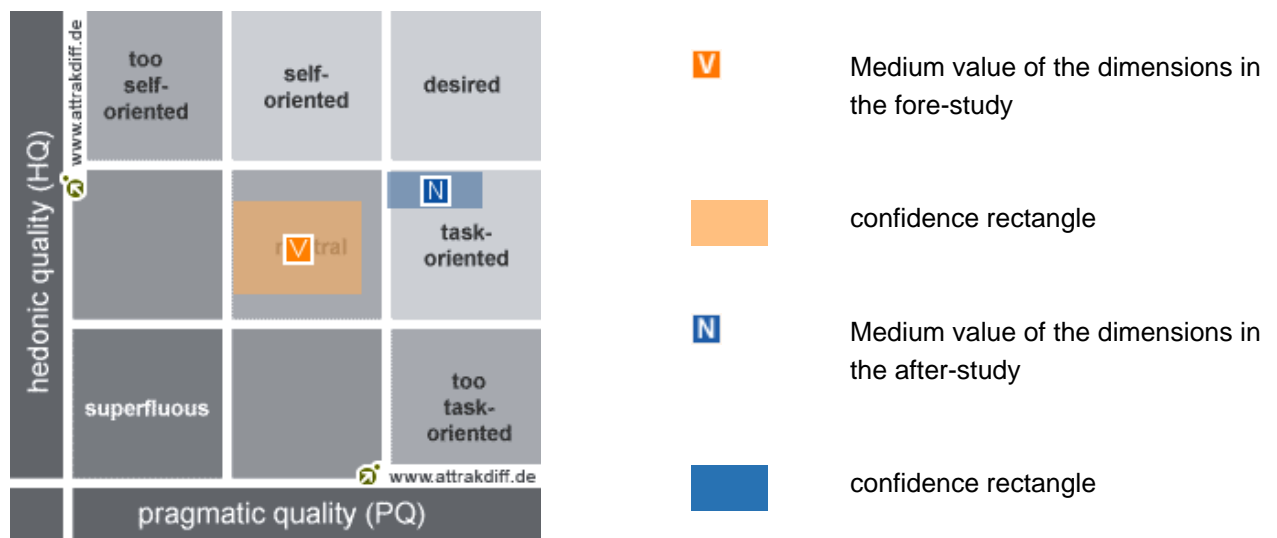 too
self-
oriented
self-
oriented
desired
www.attrakdiff.de
hedonic quality (HQ)
V
N
task-
oriented
superfluous
too
task-
oriented
www.attrakdiff.de
pragmatic quality (PQ)
V
Medium value of the dimensions in
the fore-study
confidence rectangle
N
Medium value of the dimensions in
the after-study
confidence rectangle